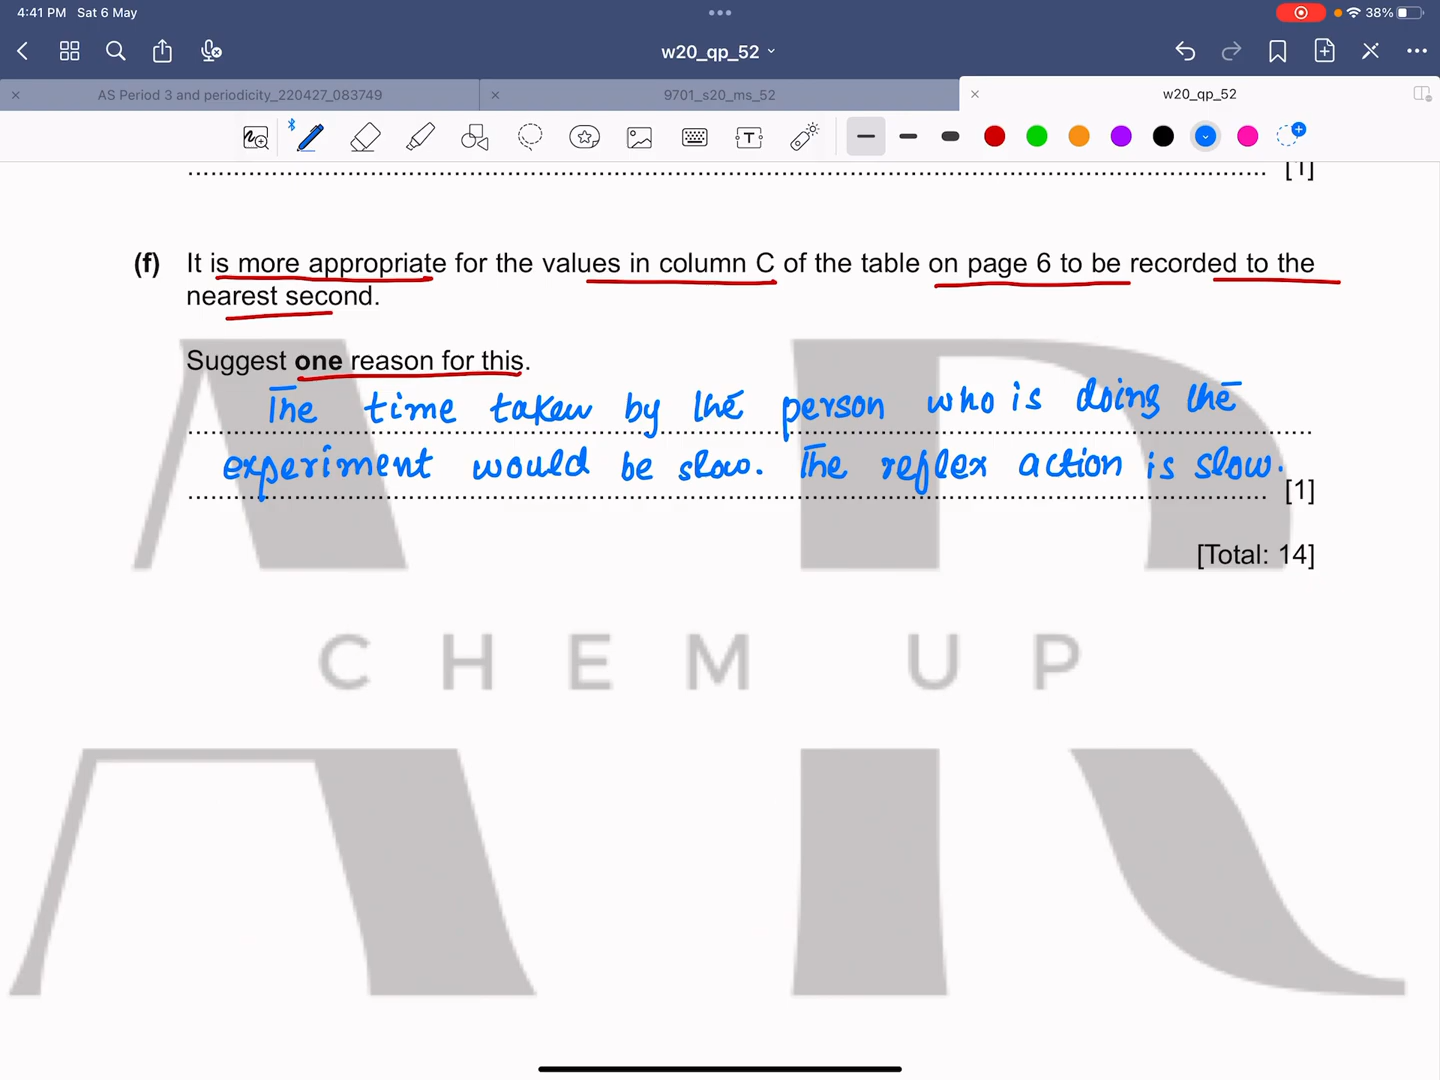 4:41 PM Sat 6 May
38%
w20_qp_52
AS Period 3 and periodicity_220427_083749
9701_s20_ms_52
w20_qp_52
[1]
(f) It is more appropriate for the values in column C of the table on page 6 to be recorded to the
nearest second.
Suggest one reason for this.
The time taken by the person who is doing the
experiment would be slow. The reflex action is slow.
[1]
[Total: 14]
A R
CHEM UP
A R